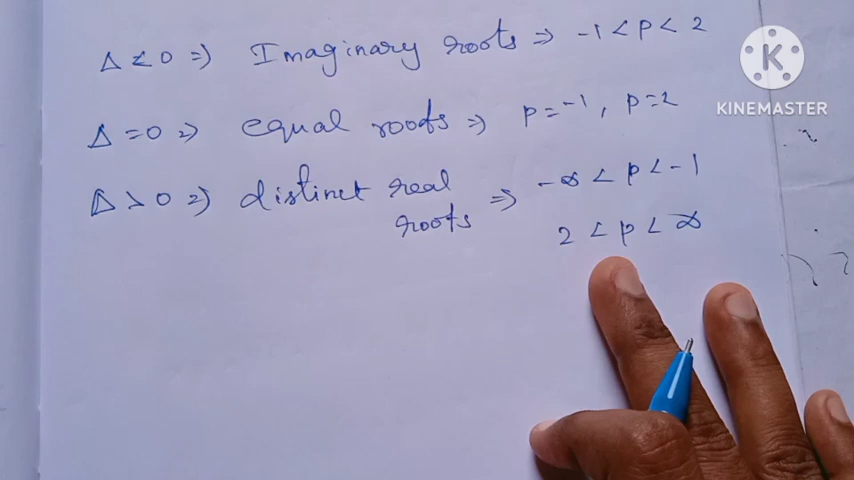 Δ < 0 => Imaginary roots => -1 < p < 2
Δ = 0 => equal roots => p = -1, p = 2
Δ > 0 => distinct real roots => -∞ < p < -1
2 < p < ∞
K
KINEMASTER